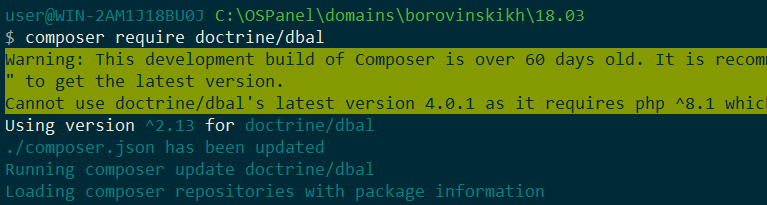 user@WIN-2AM1J18BU0J C:\OSPanel\domains\borovinskikh\18.03
$ composer require doctrine/dbal
Warning: This development build of Composer is over 60 days old. It is
" to get the latest version.
Cannot use doctrine/dbal's latest version 4.0.1 as it requires php ^8.1
Using version ^2.13 for doctrine/dbal
./composer.json has been updated
Running composer update doctrine/dbal
Loading composer repositories with package information